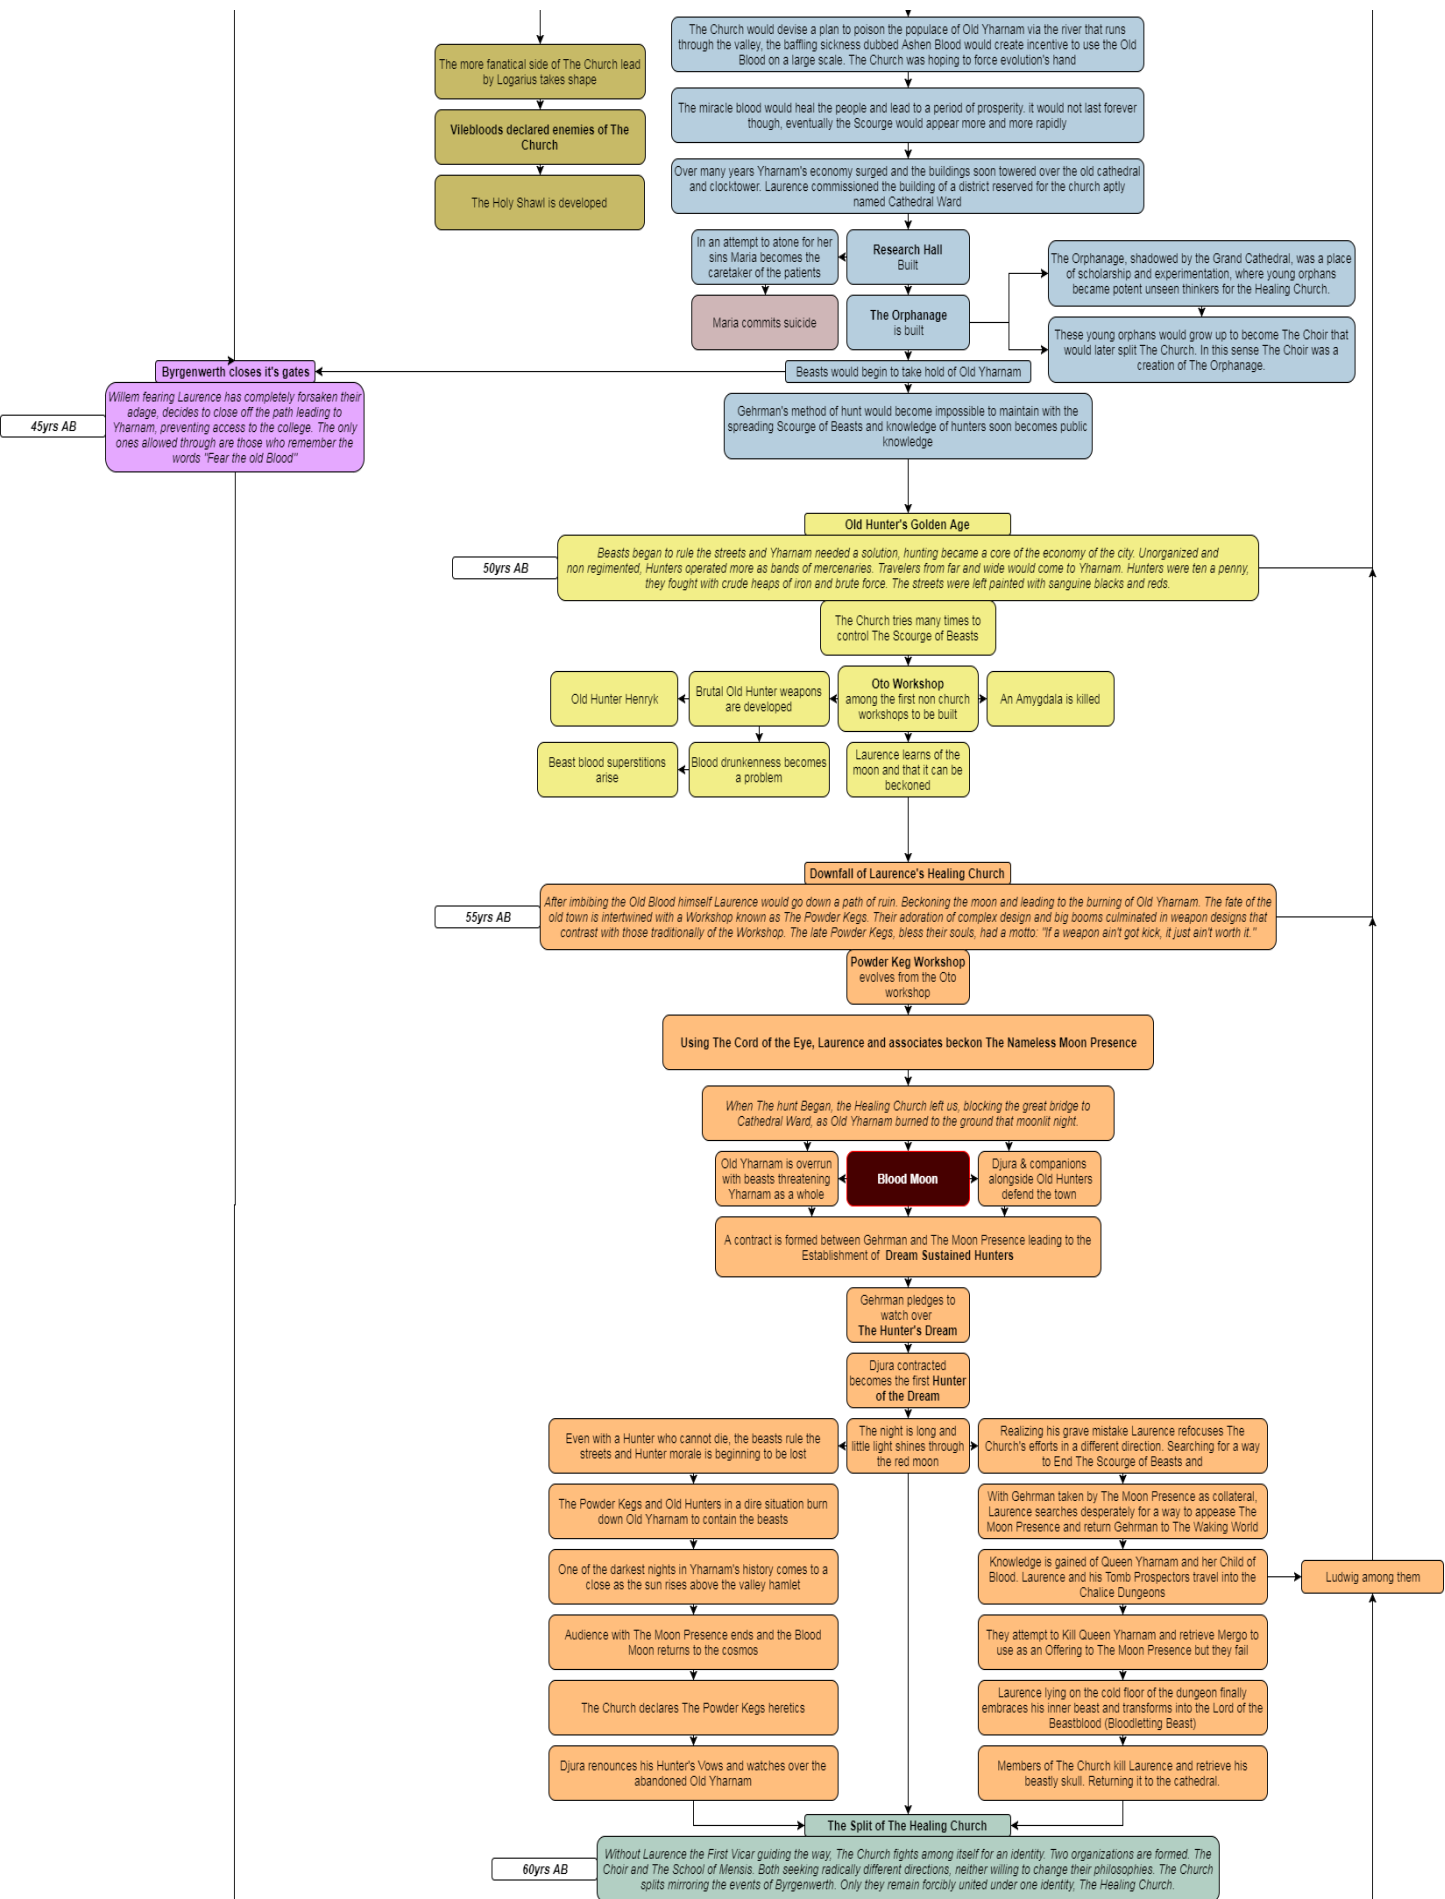 The Church would devise a plan to poison the populace of Old Yharnam via the river that runs
through the valley, the baffling sickness dubbed Ashen Blood would create incentive to use the Old
Blood on a large scale. The Church was hoping to force evolution's hand
The more fanatical side of The Church lead
by Logarius takes shape
The miracle blood would heal the people and lead to a period of prosperity. it would not last forever
though, eventually the Scourge would appear more and more rapidly
Vilebloods declared enemies of The
Church
Over many years Yharnam's economy surged and the buildings soon towered over the old cathedral
and clocktower. Laurence commissioned the building of a district reserved for the church aptly
named Cathedral Ward
The Holy Shawl is developed
In an attempt to atone for her
sins Maria becomes the
caretaker of the patients
Research Hall
Built
The Orphanage, shadowed by the Grand Cathedral, was a place
of scholarship and experimentation, where young orphans
became potent unseen thinkers for the Healing Church.
Maria commits suicide
The Orphanage
is built
These young orphans would grow up to become The Choir that
would later split The Church. In this sense The Choir was a
creation of The Orphanage.
Byrgenwerth closes it's gates
Beasts would begin to take hold of Old Yharnam
45yrs AB
Willem fearing Laurence has completely forsaken their
adage, decides to close off the path leading to
Yharnam, preventing access to the college. The only
ones allowed through are those who remember the
words "Fear the old Blood"
Gehrman's method of hunt would become impossible to maintain with the
spreading Scourge of Beasts and knowledge of hunters soon becomes public
knowledge
Old Hunter's Golden Age
50yrs AB
Beasts began to rule the streets and Yharnam needed a solution, hunting became a core of the economy of the city. Unorganized and
non regimented, Hunters operated more as bands of mercenaries. Travelers from far and wide would come to Yharnam. Hunters were ten a penny,
they fought with crude heaps of iron and brute force. The streets were left painted with sanguine blacks and reds.
The Church tries many times to
control The Scourge of Beasts
Old Hunter Henryk
Brutal Old Hunter weapons
are developed
Oto Workshop
among the first non church
workshops to be built
An Amygdala is killed
Beast blood superstitions
arise
Blood drunkenness becomes
a problem
Laurence learns of the
moon and that it can be
beckoned
Downfall of Laurence's Healing Church
55yrs AB
After imbibing the Old Blood himself Laurence would go down a path of ruin. Beckoning the moon and leading to the burning of Old Yharnam. The fate of the
old town is intertwined with a Workshop known as The Powder Kegs. Their adoration of complex design and big booms culminated in weapon designs that
contrast with those traditionally of the Workshop. The late Powder Kegs, bless their souls, had a motto: "If a weapon ain't got kick, it just ain't worth it."
Powder Keg Workshop
evolves from the Oto
workshop
Using The Cord of the Eye, Laurence and associates beckon The Nameless Moon Presence
When The hunt Began, the Healing Church left us, blocking the great bridge to
Cathedral Ward, as Old Yharnam burned to the ground that moonlit night.
Old Yharnam is overrun
with beasts threatening
Yharnam as a whole
Blood Moon
Djura & companions
alongside Old Hunters
defend the town
A contract is formed between Gehrman and The Moon Presence leading to the
Establishment of Dream Sustained Hunters
Gehrman pledges to
watch over
The Hunter's Dream
Djura contracted
becomes the first Hunter
of the Dream
Even with a Hunter who cannot die, the beasts rule the
streets and Hunter morale is beginning to be lost
The night is long and
little light shines through
the red moon
Realizing his grave mistake Laurence refocuses The
Church's efforts in a different direction. Searching for a way
to End The Scourge of Beasts and
The Powder Kegs and Old Hunters in a dire situation burn
down Old Yharnam to contain the beasts
With Gehrman taken by The Moon Presence as collateral,
Laurence searches desperately for a way to appease The
Moon Presence and return Gehrman to The Waking World
One of the darkest nights in Yharnam's history comes to a
close as the sun rises above the valley hamlet
Knowledge is gained of Queen Yharnam and her Child of
Blood. Laurence and his Tomb Prospectors travel into the
Chalice Dungeons
Ludwig among them
Audience with The Moon Presence ends and the Blood
Moon returns to the cosmos
They attempt to Kill Queen Yharnam and retrieve Mergo to
use as an Offering to The Moon Presence but they fail
The Church declares The Powder Kegs heretics
Laurence lying on the cold floor of the dungeon finally
embraces his inner beast and transforms into the Lord of the
Beastblood (Bloodletting Beast)
Djura renounces his Hunter's Vows and watches over the
abandoned Old Yharnam
Members of The Church kill Laurence and retrieve his
beastly skull. Returning it to the cathedral.
The Split of The Healing Church
60yrs AB
Without Laurence the First Vicar guiding the way, The Church fights among itself for an identity. Two organizations are formed. The
Choir and The School of Mensis. Both seeking radically different directions, neither willing to change their philosophies. The Church
splits mirroring the events of Byrgenwerth. Only they remain forcibly united under one identity, The Healing Church.